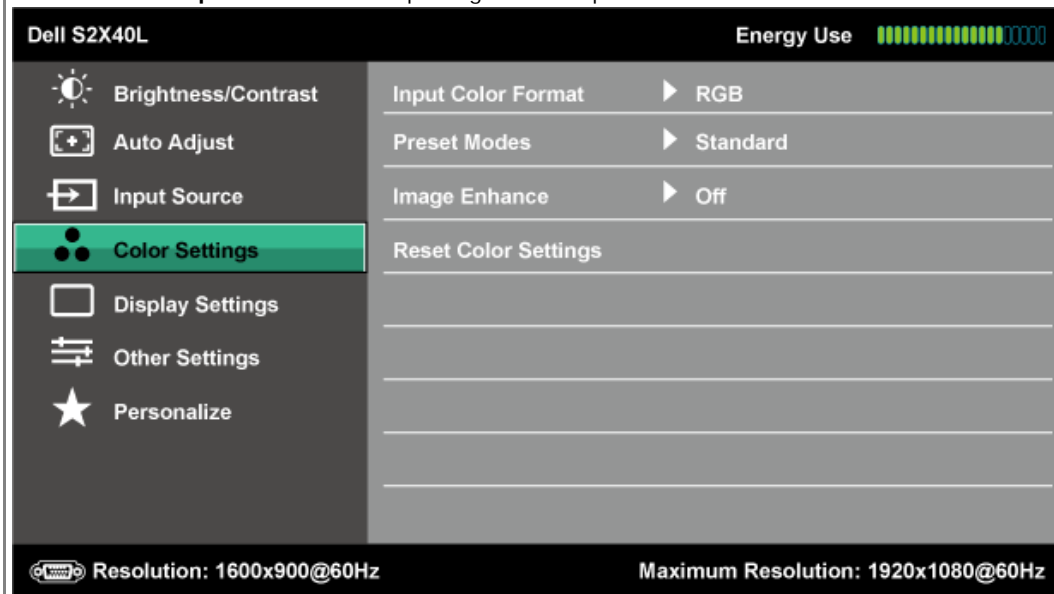 Dell S2X40L Energy Use
Brightness/Contrast Input Color Format RGB
Auto Adjust Preset Modes Standard
Input Source Image Enhance Off
Color Settings Reset Color Settings
Display Settings
Other Settings
Personalize
Resolution: 1600x900@60Hz Maximum Resolution: 1920x1080@60Hz